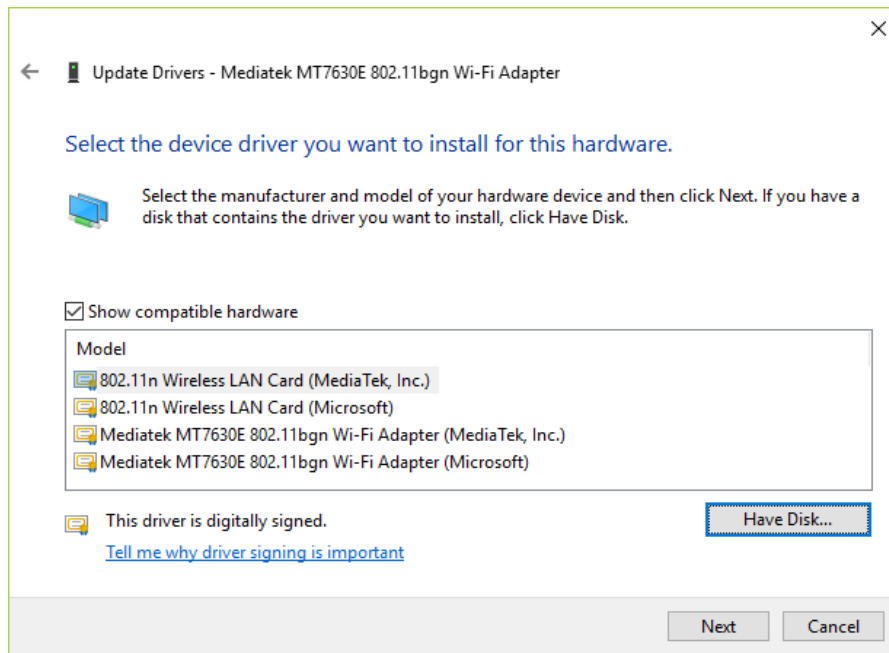 Update Drivers - Mediatek MT7630E 802.11bgn Wi-Fi Adapter
Select the device driver you want to install for this hardware.
Select the manufacturer and model of your hardware device and then click Next. If you have a
disk that contains the driver you want to install, click Have Disk.
Show compatible hardware
Model
802.11n Wireless LAN Card (MediaTek, Inc.)
802.11n Wireless LAN Card (Microsoft)
Mediatek MT7630E 802.11bgn Wi-Fi Adapter (MediaTek, Inc.)
Mediatek MT7630E 802.11bgn Wi-Fi Adapter (Microsoft)
This driver is digitally signed.
Have Disk...
Tell me why driver signing is important
Next
Cancel